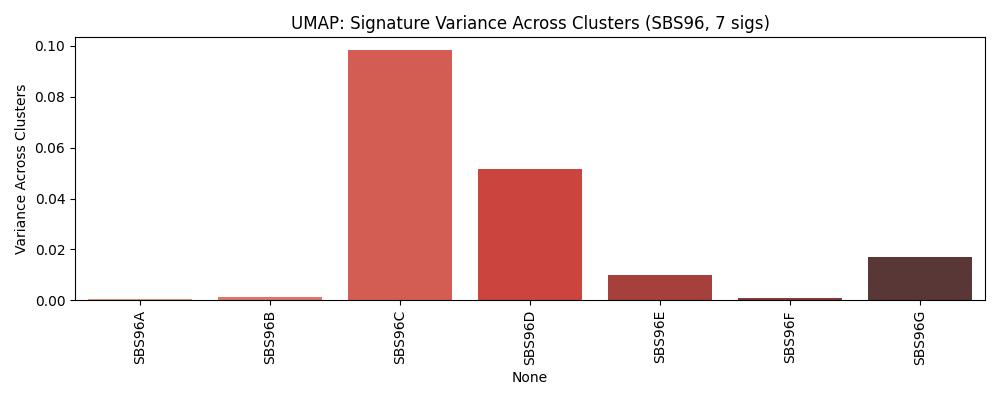 UMAP: Signature Variance Across Clusters (SBS96, 7 sigs)
Variance Across Clusters
0.10
0.08
0.06
0.04
0.02
0.00
SBS96A
SBS96B
SBS96C
SBS96D
SBS96E
SBS96F
SBS96G
None